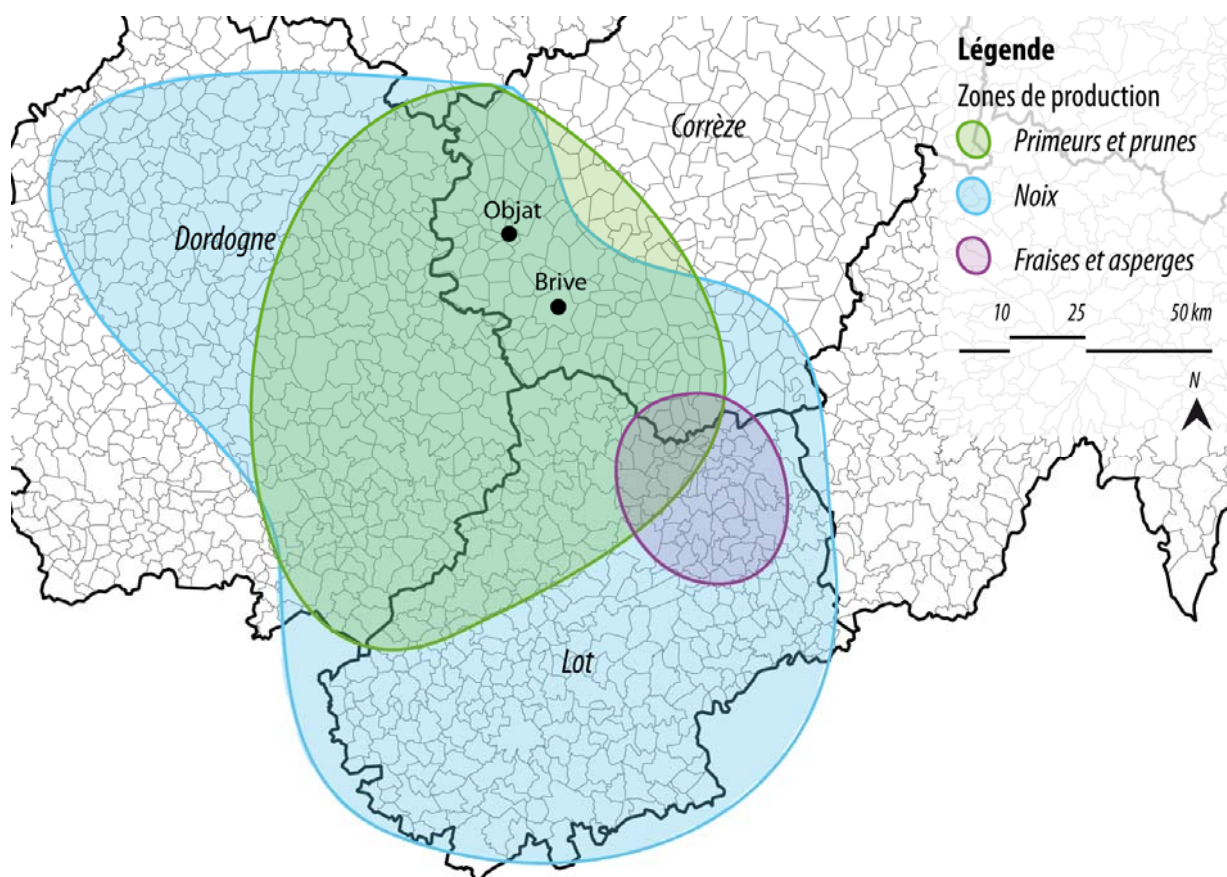 Légende
Zones de production
Primeurs et prunes
Noix
Fraises et asperges
10 25 50 km
N
Corrèze
Objat
Dordogne
Brive
Lot